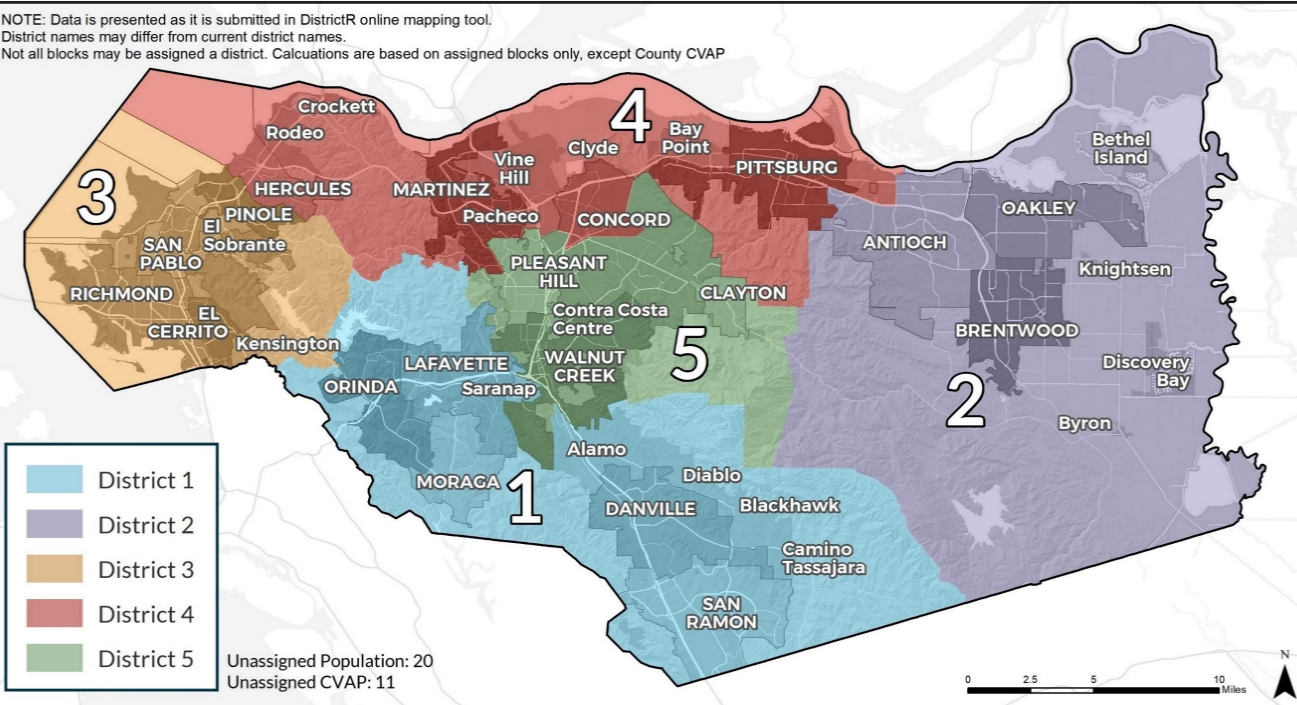 NOTE: Data is presented as it is submitted in DistrictR online mapping tool.
District names may differ from current district names.
Not all blocks may be assigned a district. Calcuations are based on assigned blocks only, except County CVAP
Crockett
Rodeo
4
Bay
Point
Clyde
Vine
Hill
PITTSBURG
Bethel
Island
3
HERCULES
MARTINEZ
PINOLE
Pacheco
CONCORD
OAKLEY
El
Sobrante
SAN
PABLO
ANTIOCH
PLEASANT
HILL
Knightsen
RICHMOND
CLAYTON
EL
CERRITO
Contra Costa
Centre
BRENTWOOD
Kensington
LAFAYETTE
WALNUT
CREEK
5
Discovery
Bay
ORINDA
Saranap
2
Byron
Alamo
MORAGA
1
Diablo
DANVILLE
Blackhawk
Camino
Tassajara
SAN
RAMON
District 1
District 2
District 3
District 4
District 5
Unassigned Population: 20
Unassigned CVAP: 11
N
0 2.5 5 10
Miles